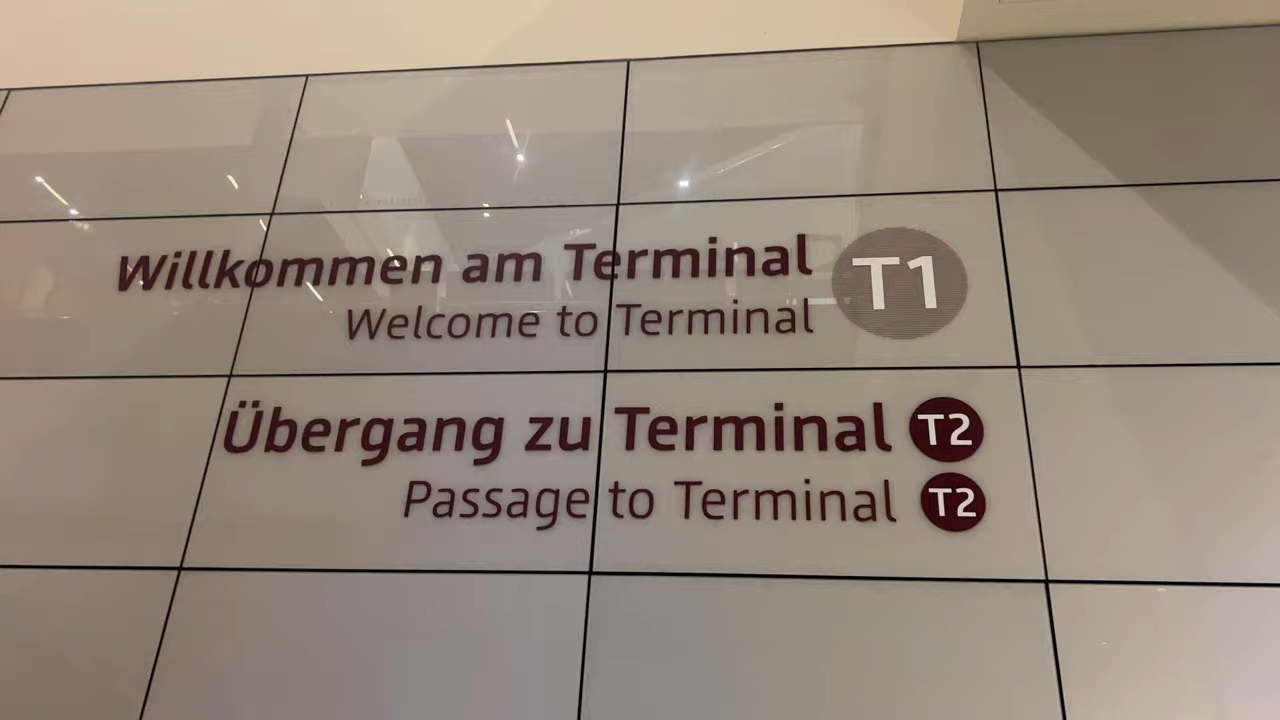 Willkommen am Terminal T1
Welcome to Terminal
Übergang zu Terminal T2
Passage to Terminal T2